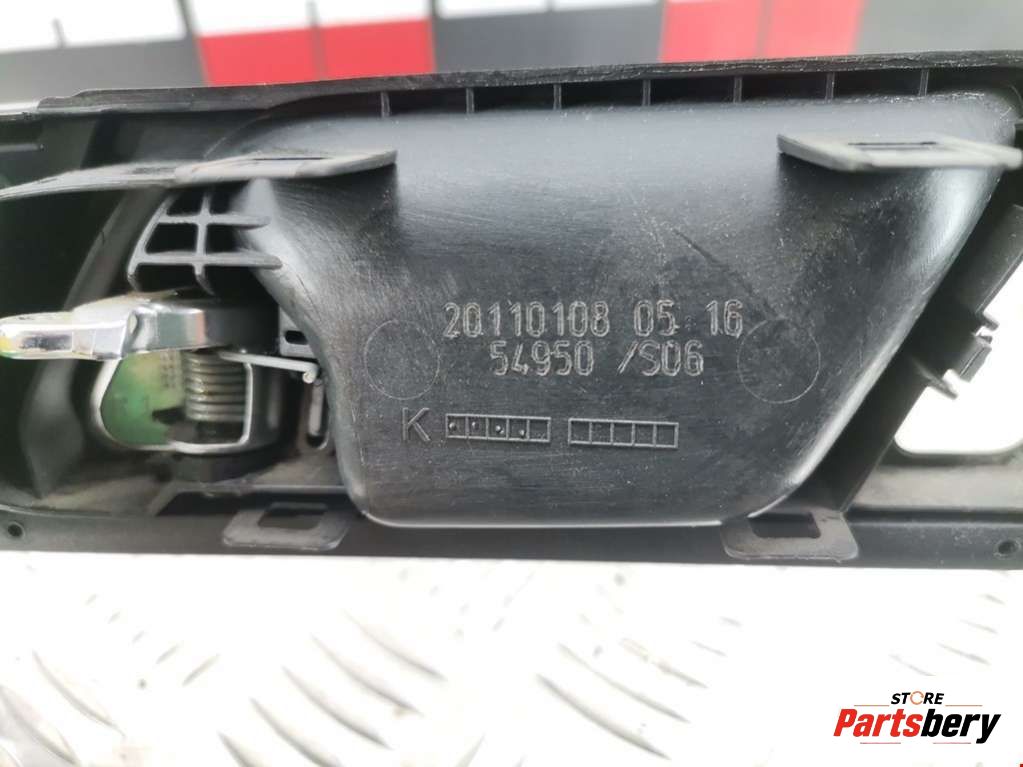 20110108 05 16
54950 /S06
K
STORE
Partsbery